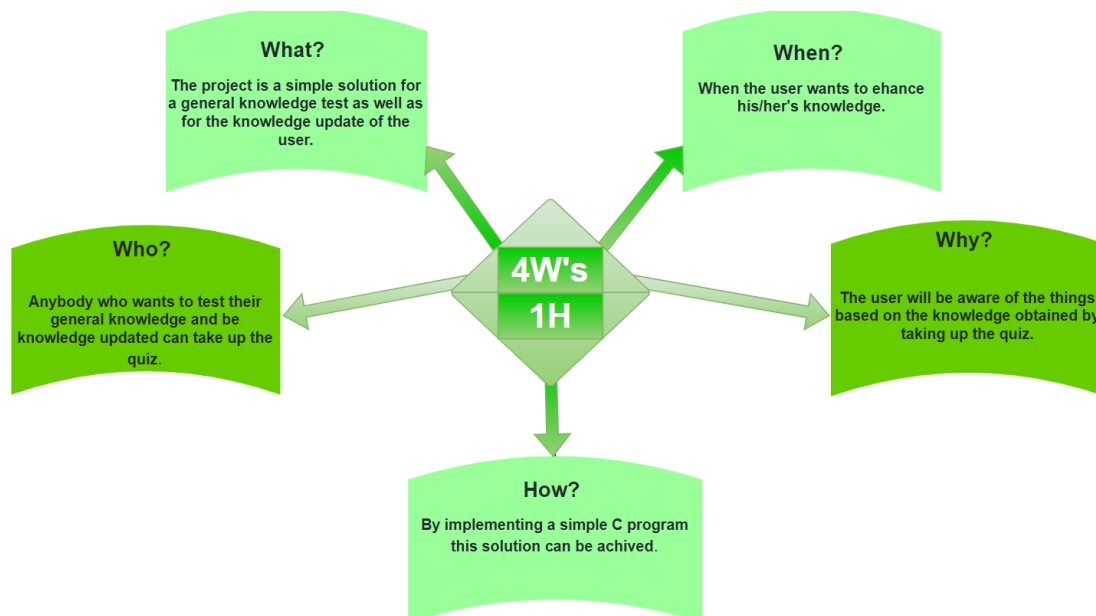 What?
The project is a simple solution for
a general knowledge test as well as
for the knowledge update of the
user.
When?
When the user wants to ehance
his/her's knowledge.
Who?
Anybody who wants to test their
general knowledge and be
knowledge updated can take up the
quiz.
4W's
1H
Why?
The user will be aware of the things
based on the knowledge obtained by
taking up the quiz.
How?
By implementing a simple C program
this solution can be achived.